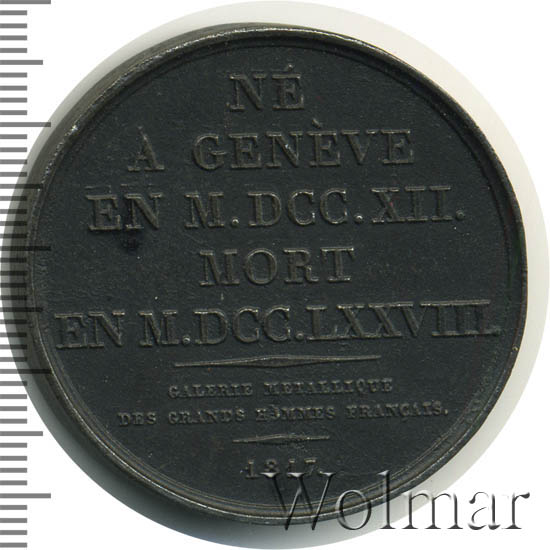 NÉ
À GENÈVE
EN M.DCC.XII.
MORT
EN M.DCC.LXXVIII.
GALERIE METALLIQUE
DES GRANDS HOMMES FRANÇAIS.
1817.
Wolmar